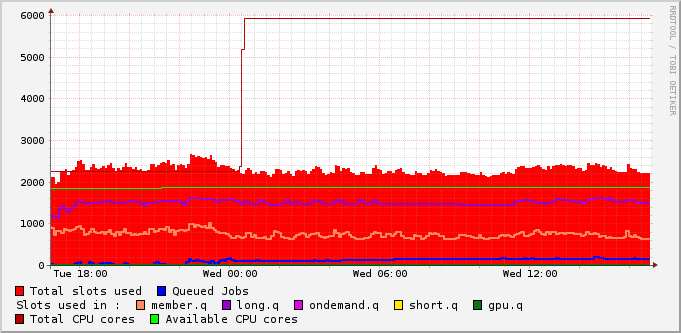 6000
5000
4000
3000
2000
1000
0
Tue 18:00 Wed 00:00 Wed 06:00 Wed 12:00
Total slots used Queued Jobs
Slots used in : member.q long.q ondemand.q short.q gpu.q
Total CPU cores Available CPU cores
RRDTOOL / TOBI OETIKER